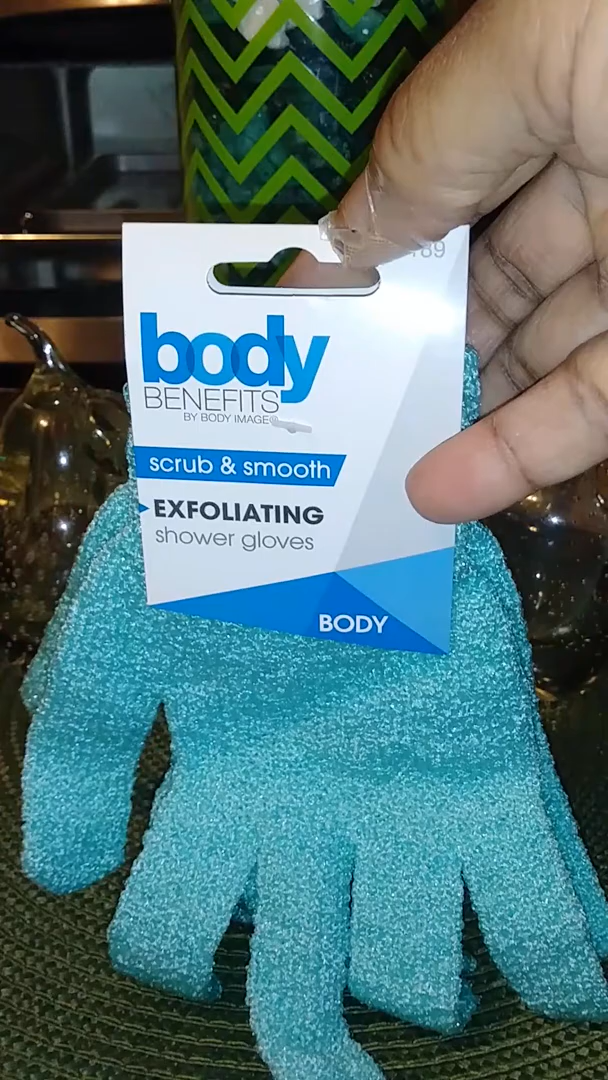 body
BENEFITS
BY BODY IMAGE®
scrub & smooth
EXFOLIATING
shower gloves
BODY